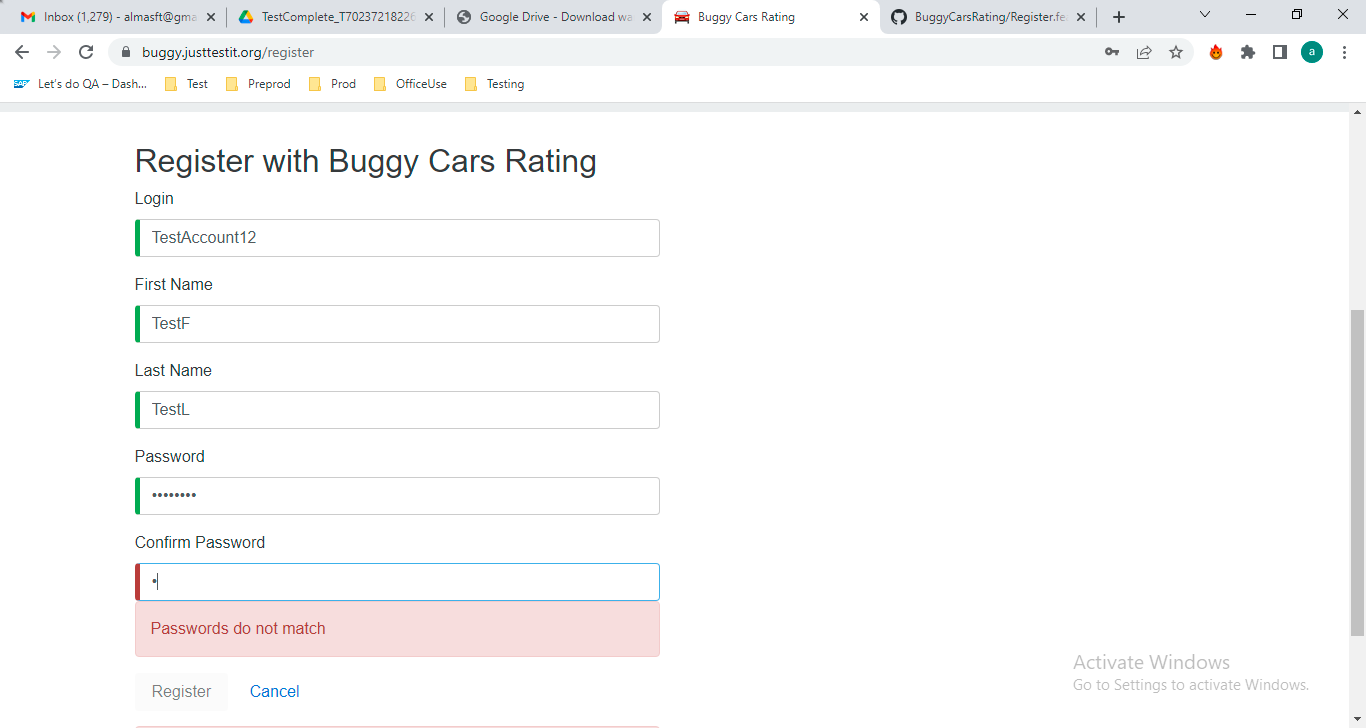 Inbox (1,279) - almasft@gma
TestComplete_T70237218226
Google Drive - Download wa
Buggy Cars Rating
BuggyCarsRating/Register.fe
buggy.justtestit.org/register
a
Let's do QA – Dash...
Test
Preprod
Prod
OfficeUse
Testing
Register with Buggy Cars Rating
Login
TestAccount12
First Name
TestF
Last Name
TestL
Password
••••••••
Confirm Password
•
Passwords do not match
Register
Cancel
Activate Windows
Go to Settings to activate Windows.